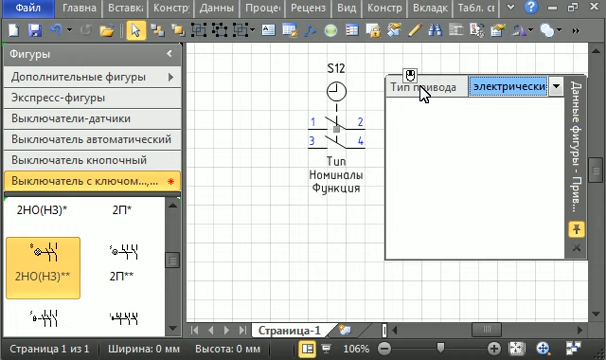 Файл Главна Вставка Констр Данны Процес Реценз Вид Констр Вкладк Табл. сс
Фигуры
Дополнительные фигуры
Экспресс-фигуры
Выключатели-датчики
Выключатель автоматический
Выключатель кнопочный
Выключатель с ключом...,...
2НО(НЗ)* 2П*
2НО(НЗ)** 2П**
S12
1 2
3 4
Тип
Номиналы
Функция
Тип привода электрически
Данные фигуры - Прив...
Страница-1
Страница 1 из 1 Ширина: 0 мм Высота: 0 мм 106%